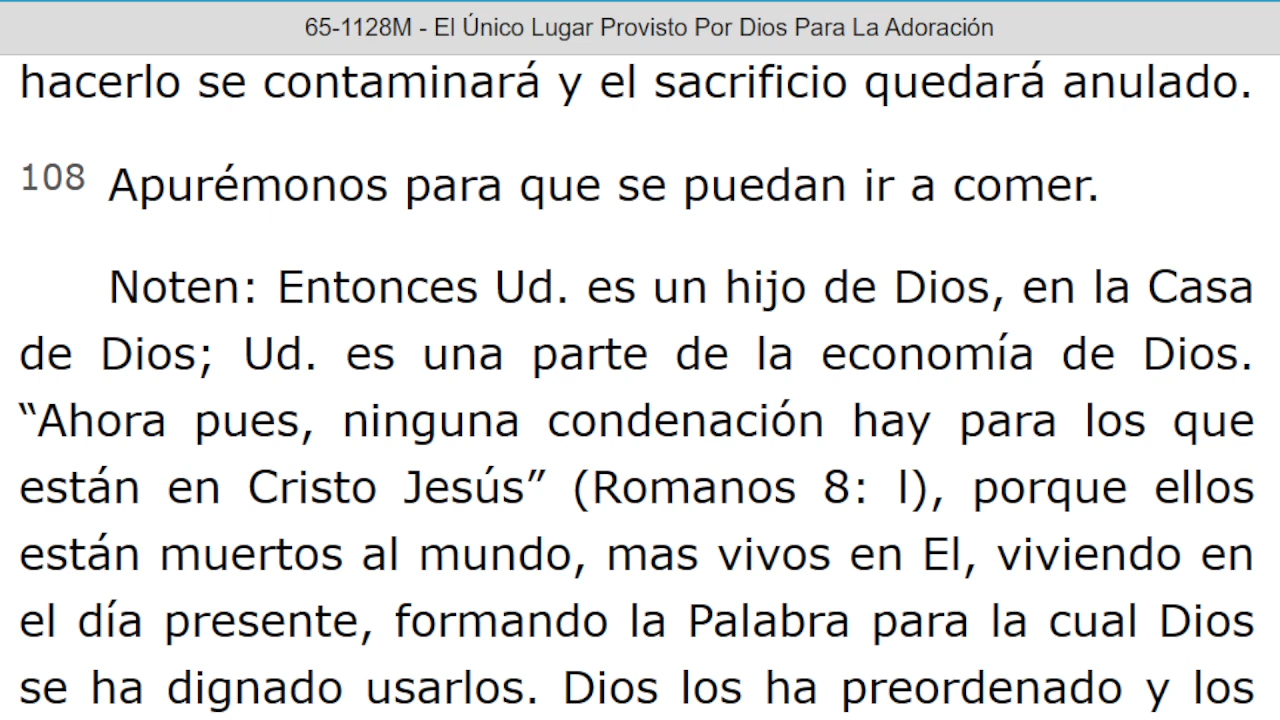 65-1128M - El Único Lugar Provisto Por Dios Para La Adoración
hacerlo se contaminará y el sacrificio quedará anulado.
108 Apurémonos para que se puedan ir a comer.
Noten: Entonces Ud. es un hijo de Dios, en la Casa
de Dios; Ud. es una parte de la economía de Dios.
“Ahora pues, ninguna condenación hay para los que
están en Cristo Jesús” (Romanos 8: l), porque ellos
están muertos al mundo, mas vivos en El, viviendo en
el día presente, formando la Palabra para la cual Dios
se ha dignado usarlos. Dios los ha preordenado y los